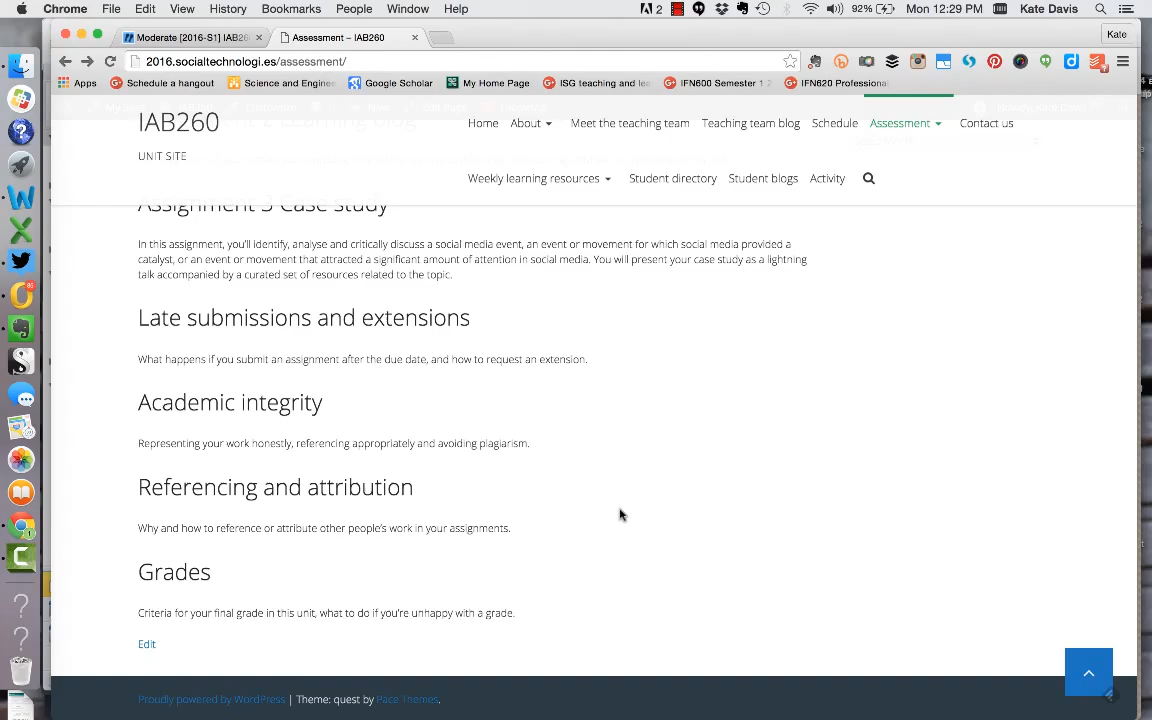 Chrome File Edit View History Bookmarks People Window Help
2 92% Mon 12:29 PM Kate Davis
Moderate [2016-S1] IAB26
Assessment – IAB260
Kate
2016.socialtechnologi.es/assessment/
Apps Schedule a hangout Science and Engine Google Scholar My Home Page ISG teaching and le IFN600 Semester 1 2 IFN620 Professional
IAB260
UNIT SITE
Home About Meet the teaching team Teaching team blog Schedule Assessment Contact us
Weekly learning resources Student directory Student blogs Activity
Assignment 3 Case study
In this assignment, you'll identify, analyse and critically discuss a social media event, an event or movement for which social media provided a
catalyst, or an event or movement that attracted a significant amount of attention in social media. You will present your case study as a lightning
talk accompanied by a curated set of resources related to the topic.
Late submissions and extensions
What happens if you submit an assignment after the due date, and how to request an extension.
Academic integrity
Representing your work honestly, referencing appropriately and avoiding plagiarism.
Referencing and attribution
Why and how to reference or attribute other people's work in your assignments.
Grades
Criteria for your final grade in this unit, what to do if you're unhappy with a grade.
Edit
Proudly powered by WordPress | Theme: quest by Pace Themes.